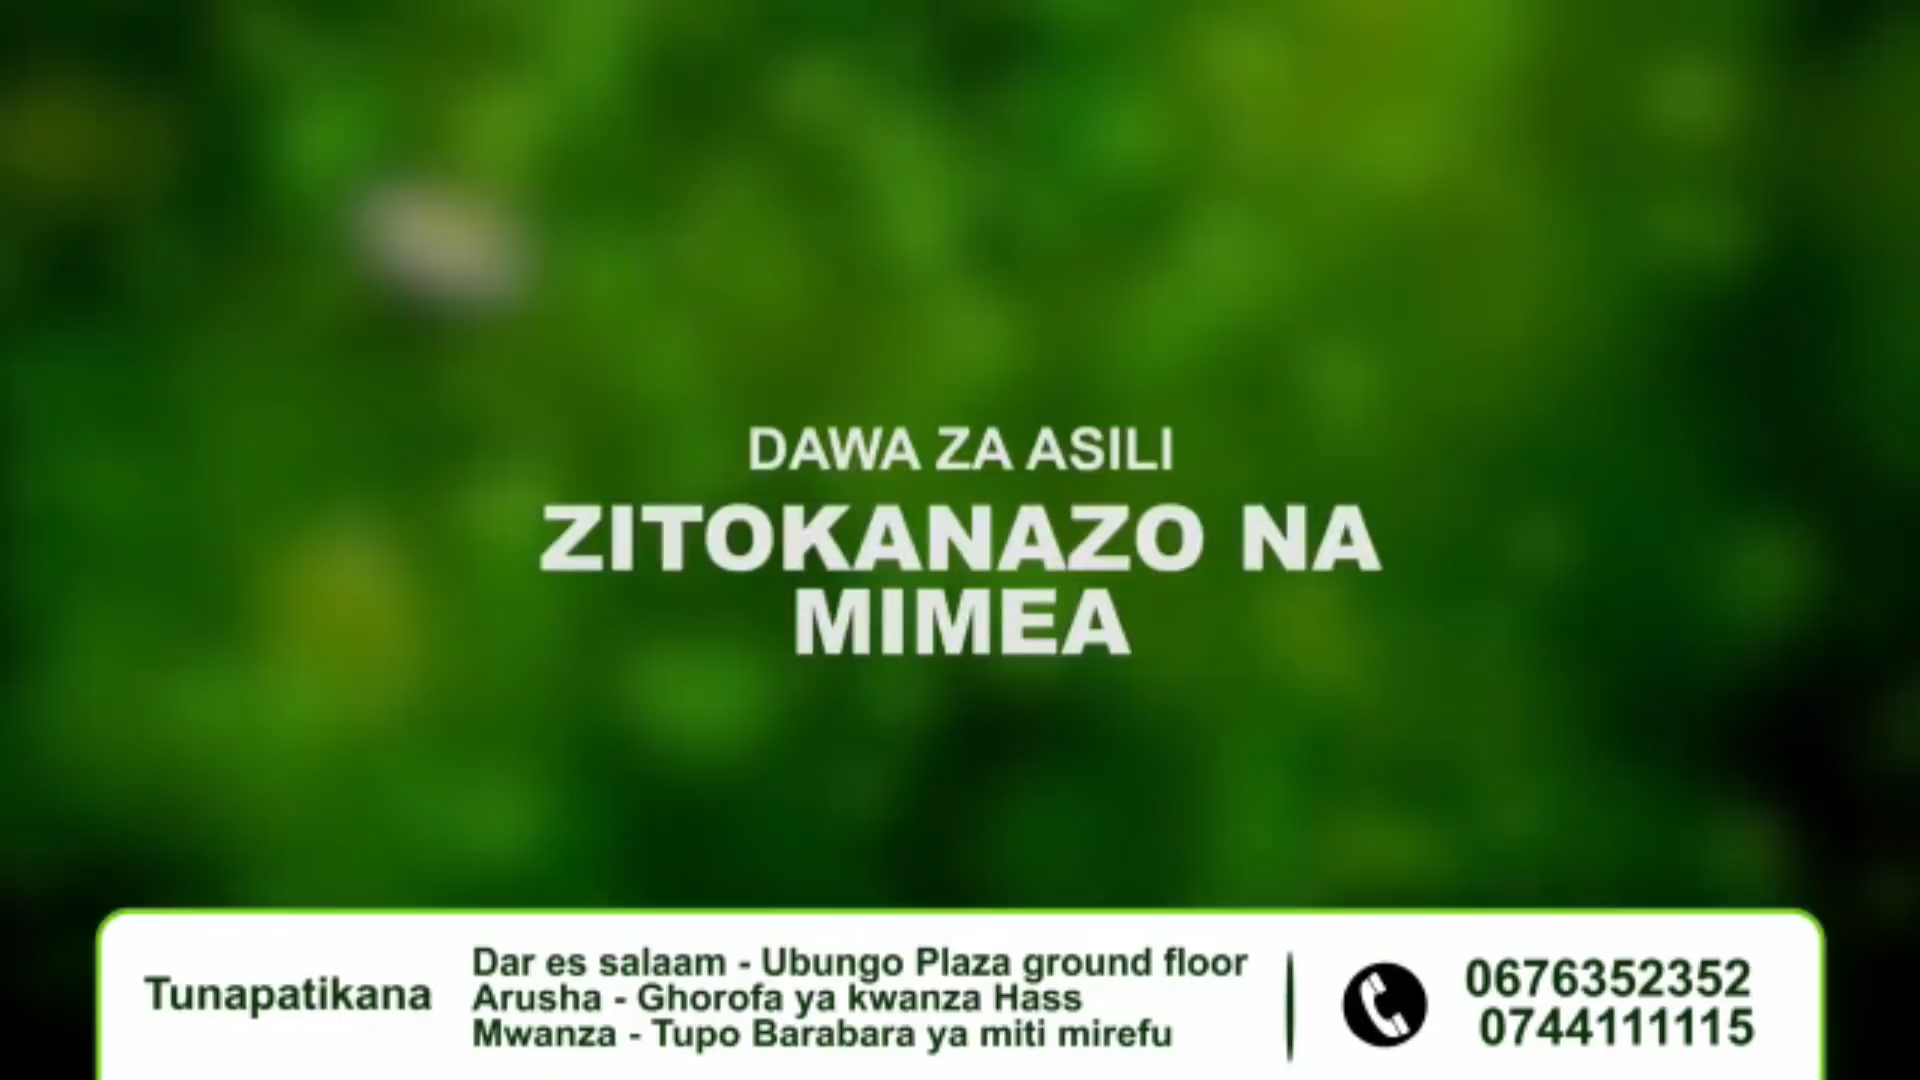 DAWA ZA ASILI
ZITOKANAZO NA
MIMEA
Tunapatikana
Dar es salaam - Ubungo Plaza ground floor
Arusha - Ghorofa ya kwanza Hass
Mwanza - Tupo Barabara ya miti mirefu
0676352352
0744111115